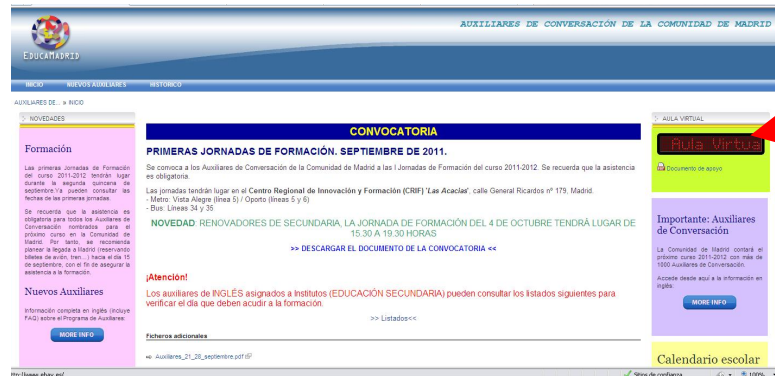 AUXILIARES DE CONVERSACIÓN DE LA COMUNIDAD DE MADRID
EDUCAMADRID
INICIO NUEVOS AUXILIARES HISTORICO
AUXILIARES DE... » INICIO
NOVEDADES
Formación
Las primeras Jornadas de Formación
del curso 2011-2012 tendrán lugar
durante la segunda quincena de
septiembre.Ya pueden consultar las
fechas de las primeras jornadas.
Se recuerda que la asistencia es
obligatoria para todos los Auxiliares de
Conversación nombrados para el
próximo curso en la Comunidad de
Madrid. Por tanto, se recomienda
planear la llegada a Madrid (reservando
billetes de avión, tren...) hacia el día 15
de septiembre, con el fin de asegurar la
asistencia a la formación.
Nuevos Auxiliares
Información completa en inglés (incluye
FAQ) sobre el Programa de Auxiliares:
MORE INFO
CONVOCATORIA
PRIMERAS JORNADAS DE FORMACIÓN. SEPTIEMBRE DE 2011.
Se convoca a los Auxiliares de Conversación de la Comunidad de Madrid a las I Jornadas de Formación del curso 2011-2012. Se recuerda que la asistencia
es obligatoria.
Las jornadas tendrán lugar en el Centro Regional de Innovación y Formación (CRIF) 'Las Acacias', calle General Ricardos nº 179, Madrid.
- Metro: Vista Alegre (línea 5) / Oporto (líneas 5 y 6)
- Bus: Líneas 34 y 35
NOVEDAD: RENOVADORES DE SECUNDARIA, LA JORNADA DE FORMACIÓN DEL 4 DE OCTUBRE TENDRÁ LUGAR DE
15.30 A 19.30 HORAS
>> DESCARGAR EL DOCUMENTO DE LA CONVOCATORIA <<
¡Atención!
Los auxiliares de INGLÉS asignados a Institutos (EDUCACIÓN SECUNDARIA) pueden consultar los listados siguientes para
verificar el día que deben acudir a la formación.
>> Listados<<
Ficheros adicionales
Auxiliares_21_28_septiembre.pdf
AULA VIRTUAL
Aula Virtua
Documento de apoyo
Importante: Auxiliares
de Conversación
La Comunidad de Madrid contará el
próximo curso 2011-2012 con más de
1000 Auxiliares de Conversación.
Accede desde aquí a la información en
inglés:
MORE INFO
Calendario escolar
ttp://www.ebay.es/
Sitios de confianza
100%